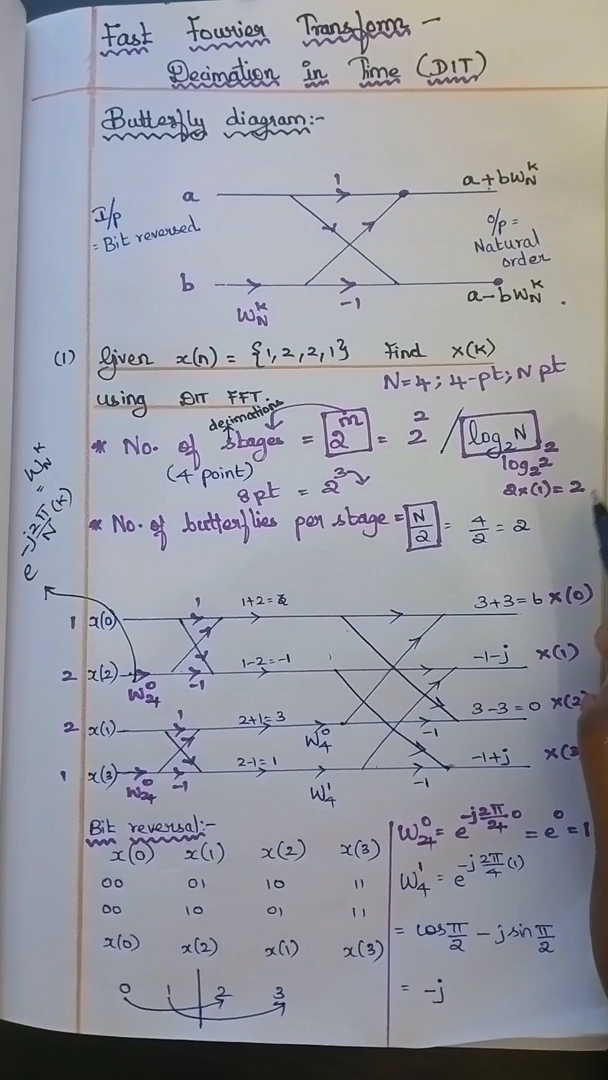 Fast Fourier Transform -
Decimation in Time (DIT)
Butterfly diagram:-
a 1 a+bW_N^k
I/p = Bit reversed
O/p = Natural order
b W_N^k -1 a-bW_N^k.
(1) Given x(n) = {1, 2, 2, 1} Find X(K)
using DIT FFT.
N=4; 4-pt; N pt
decimations
* No. of stages = 2^m = 2^2 / log_2 N
(4 point)
log_2 2^2
8pt = 2^3
2x(1) = 2
* No. of butterflies per stage = N/2 = 4/2 = 2
e^{-j2π/N (k)} = W_N^k
1 x(0) 1 1+2=3 3+3=6 X(0)
2 x(2) W_4^0 -1 1-2=-1 -1-j X(1)
2 x(1) 1 2+1=3 W_4^0 -1 3-3=0 X(2)
1 x(3) W_4^0 -1 2-1=1 W_4^1 -1 -1+j X(3
Bit reversal:-
x(0) x(1) x(2) x(3)
00 01 10 11
00 10 01 11
x(0) x(2) x(1) x(3)
0 1 2 3
W_4^0 = e^{-j2π/4 0} = e^0 = 1
W_4^1 = e^{-j2π/4 (1)}
= cos π/2 - j sin π/2
= -j